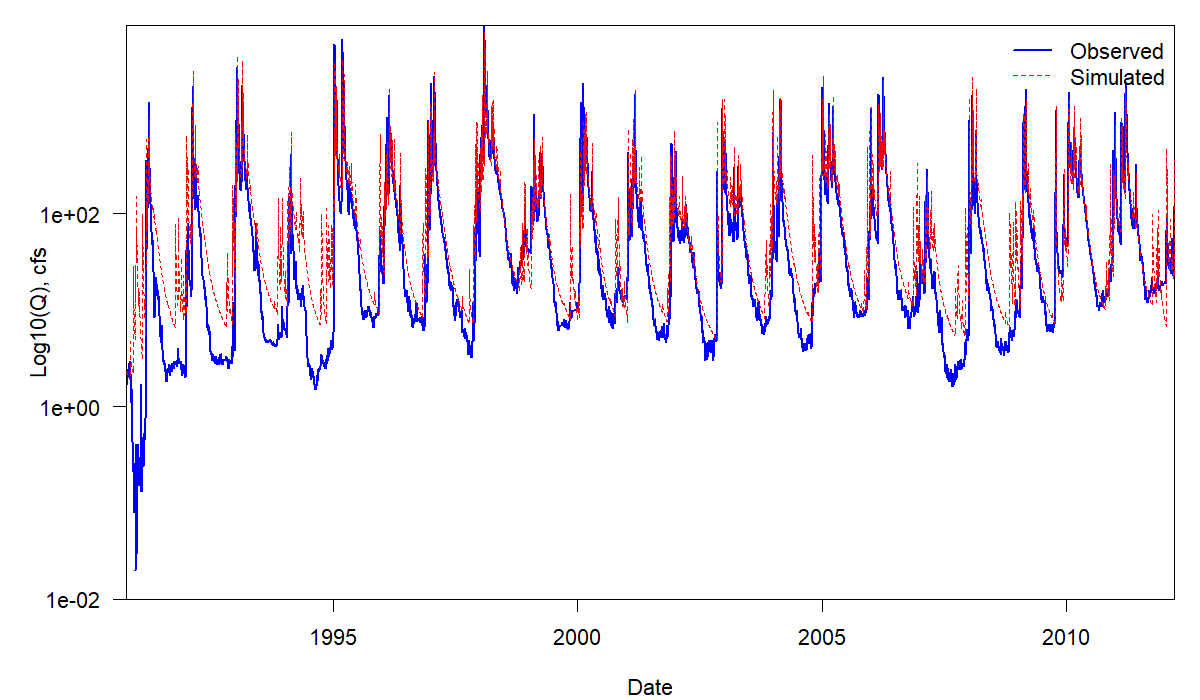 Observed
Simulated
Log10(Q), cfs
1e+02
1e+00
1e-02
1995
2000
2005
2010
Date